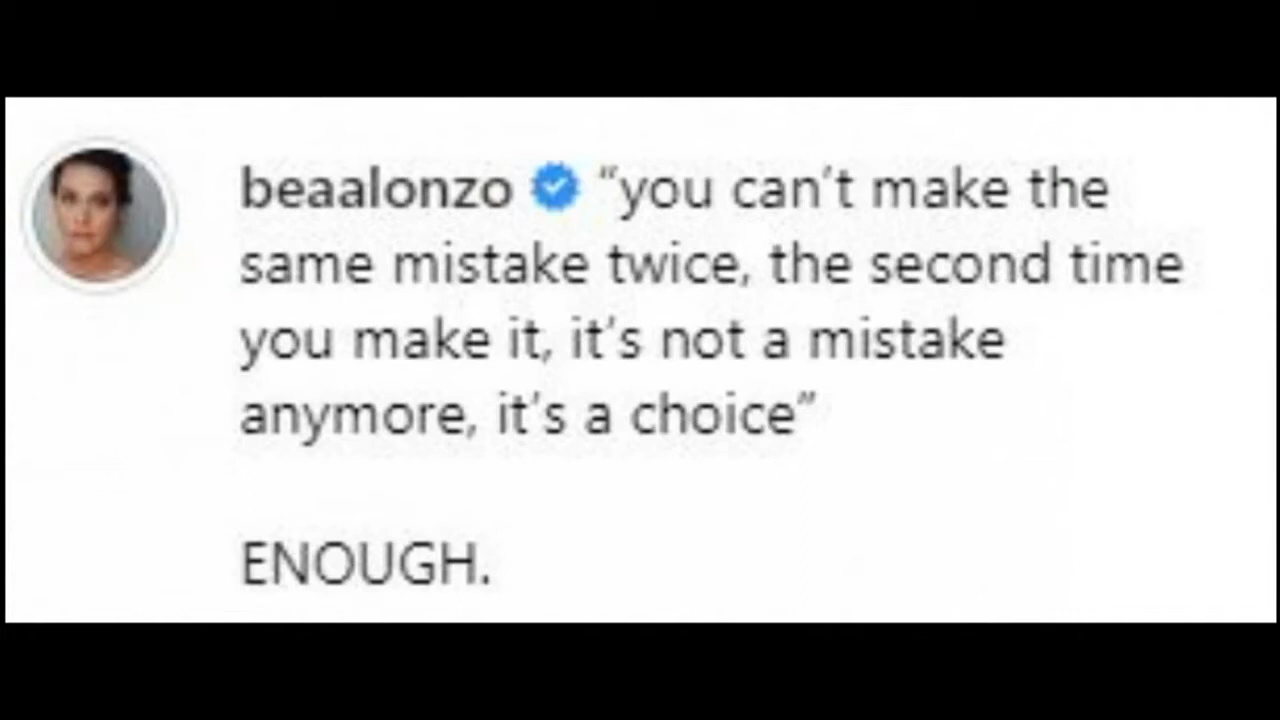 beaalonzo “you can’t make the
same mistake twice, the second time
you make it, it’s not a mistake
anymore, it’s a choice”
ENOUGH.